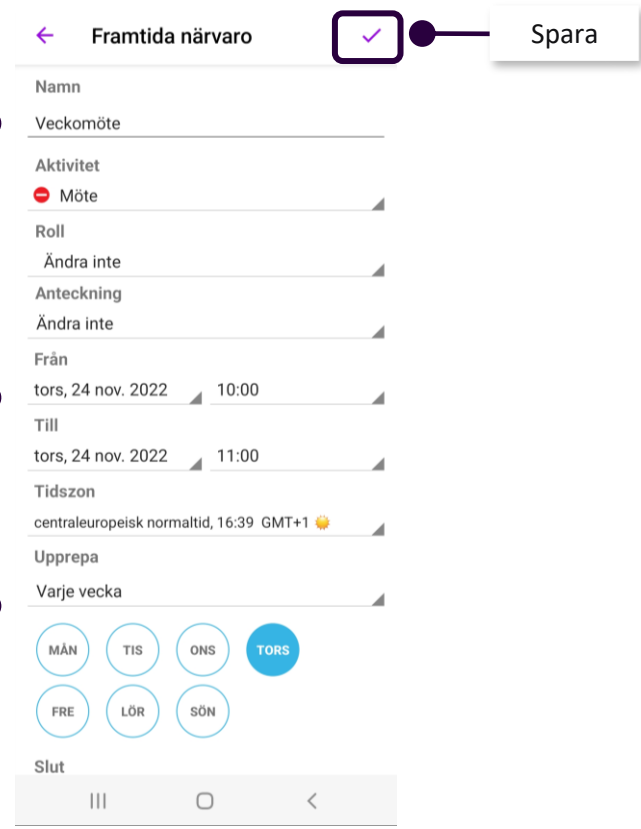 Framtida närvaro
Spara
Namn
Veckomöte
Aktivitet
Möte
Roll
Ändra inte
Anteckning
Ändra inte
Från
tors, 24 nov. 2022 10:00
Till
tors, 24 nov. 2022 11:00
Tidszon
centraleuropeisk normaltid, 16:39 GMT+1
Upprepa
Varje vecka
MÅN TIS ONS TORS
FRE LÖR SÖN
Slut